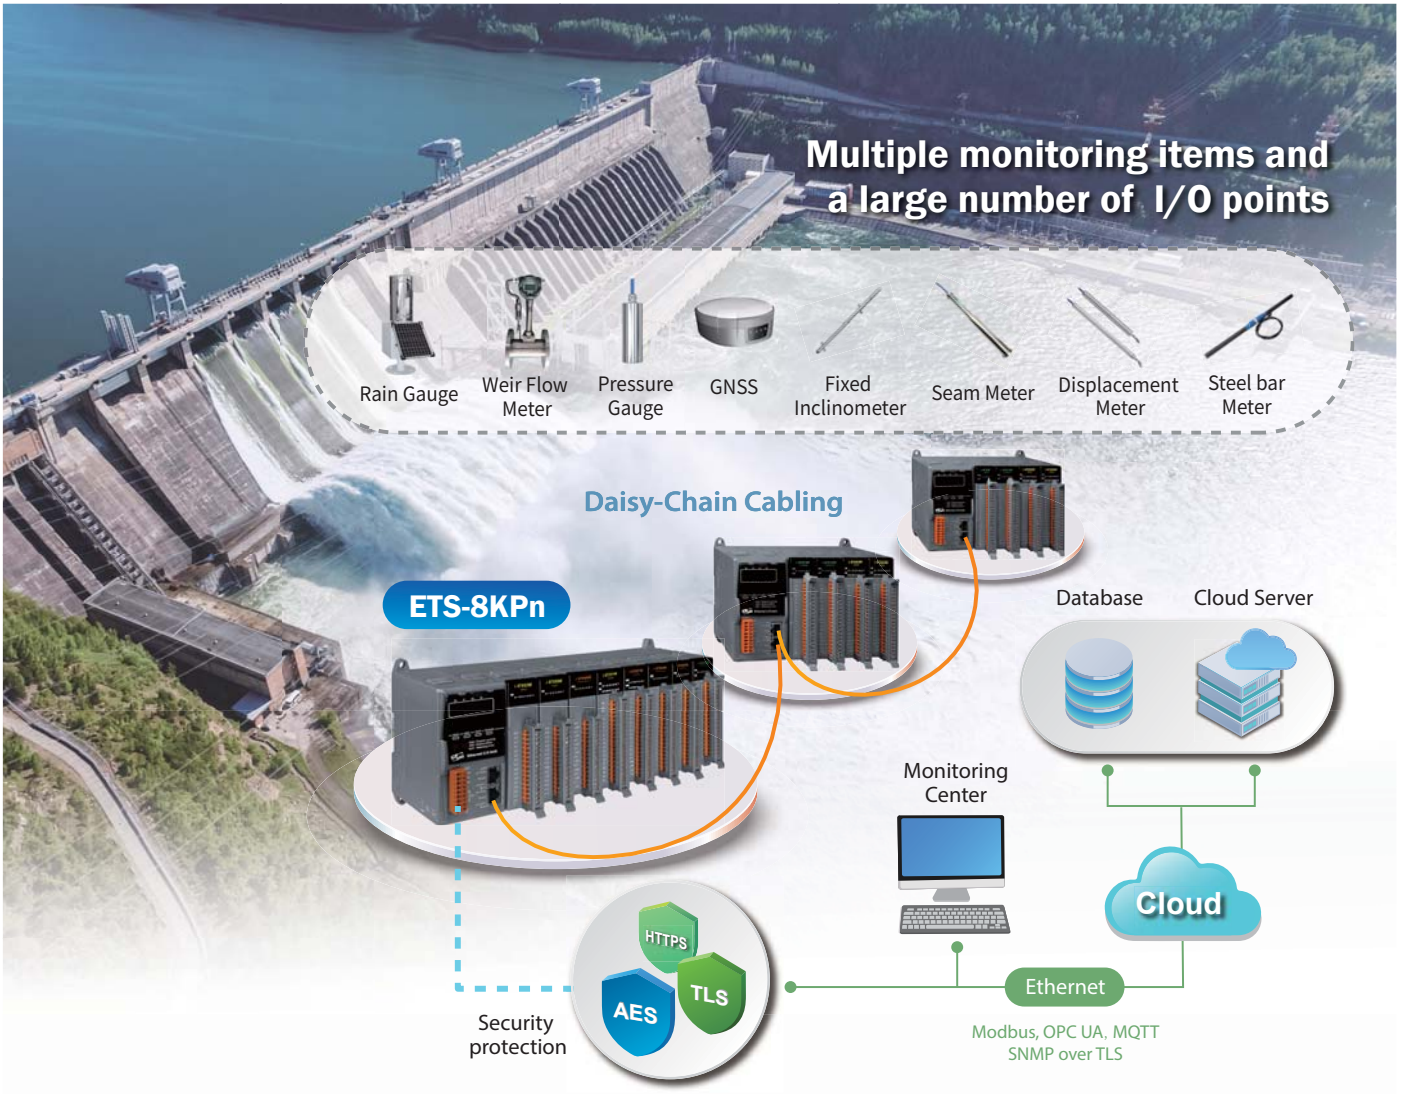 Multiple monitoring items and
a large number of I/O points
Rain Gauge
Weir Flow
Meter
Pressure
Gauge
GNSS
Fixed
Inclinometer
Seam Meter
Displacement
Meter
Steel bar
Meter
Daisy-Chain Cabling
ETS-8KPn
Database
Cloud Server
Monitoring
Center
Cloud
HTTPS
TLS
AES
Ethernet
Security
protection
Modbus, OPC UA, MQTT
SNMP over TLS